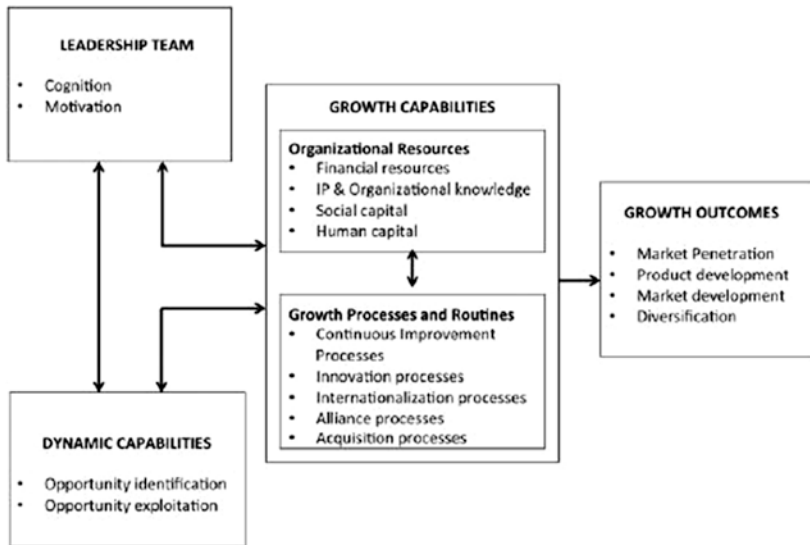 LEADERSHIP TEAM
• Cognition
• Motivation
GROWTH CAPABILITIES
Organizational Resources
• Financial resources
• IP & Organizational knowledge
• Social capital
• Human capital
Growth Processes and Routines
• Continuous Improvement
Processes
• Innovation processes
• Internationalization processes
• Alliance processes
• Acquisition processes
GROWTH OUTCOMES
• Market Penetration
• Product development
• Market development
• Diversification
DYNAMIC CAPABILITIES
• Opportunity identification
• Opportunity exploitation